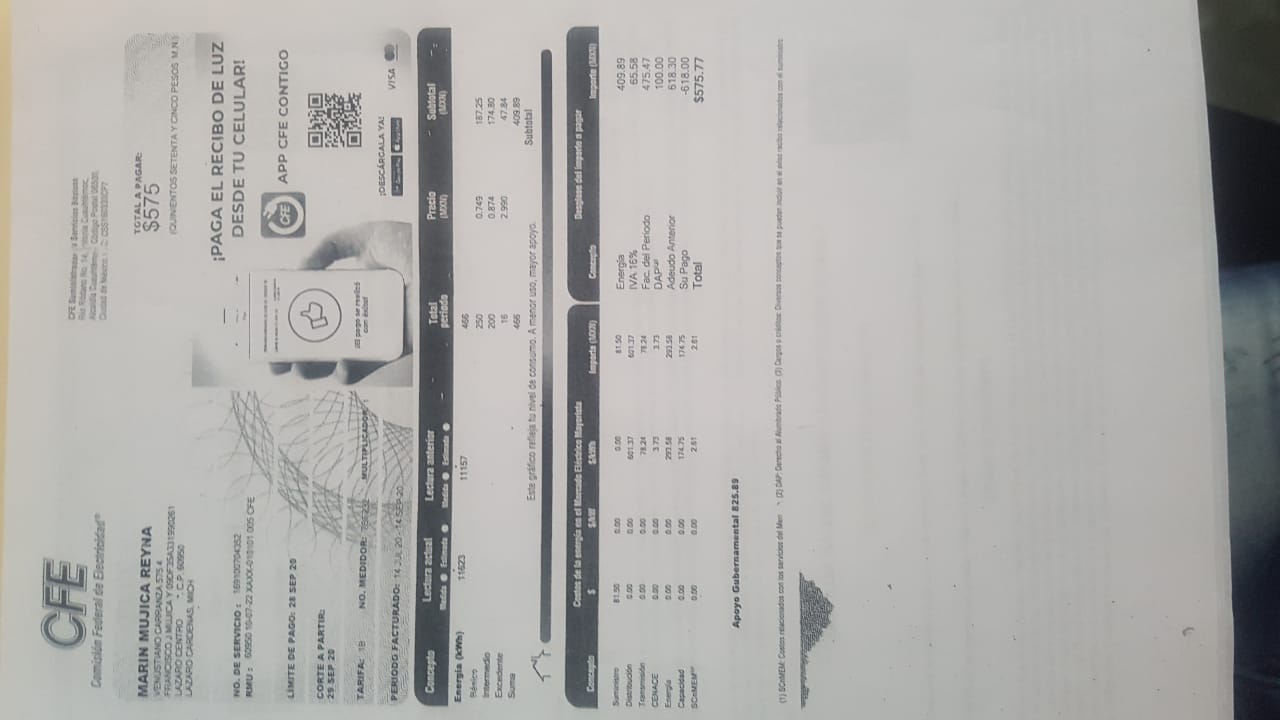 CFE
Comisión Federal de Electricidad®
CFE Suministrador de Servicios Básicos
Río Ródano No. 14, colonia Cuauhtémoc,
Alcaldía Cuauhtémoc, Código Postal 06500,
Ciudad de México
MARIN MUJICA REYNA
VENUSTIANO CARRANZA 575 4
FRANCISCO J MUJICA Y
LAZARO CENTRO C.P. 60950
LAZARO CARDENAS, MICH
TOTAL A PAGAR:
$575
(QUINIENTOS SETENTA Y CINCO PESOS M.N.)
NO. DE SERVICIO : 169100704352
RMU : 60950 10-07-22 XAXX-010101 005 CFE
LÍMITE DE PAGO: 28 SEP 20
CORTE A PARTIR:
29 SEP 20
TARIFA: 1B NO. MEDIDOR: MULTIPLICADOR: 1
PERIODO FACTURADO: 14 JUL 20 - 14 SEP 20
¡PAGA EL RECIBO DE LUZ
DESDE TU CELULAR!
CFE
APP CFE CONTIGO
¡El pago se realizó
con éxito!
¡DESCÁRGALA YA!
VISA
Concepto Lectura actual Lectura anterior Total periodo Precio (MXN) Subtotal (MXN)
Medida Estimada Medida Estimada
Energía (kWh) 11623 11157 466
Básico 250 0.749 187.25
Intermedio 200 0.874 174.80
Excedente 16 2.990 47.84
Suma 466 409.89
Subtotal
Este gráfico refleja tu nivel de consumo. A menor uso, mayor apoyo.
Costos de la energía en el Mercado Eléctrico Mayorista
Concepto $ $/kW $/kWh Importe (MXN)
Suministro 81.50 0.00 0.00 81.50
Distribución 0.00 0.00 601.37 601.37
Transmisión 0.00 0.00 78.24 78.24
CENACE 0.00 0.00 3.73 3.73
Energía 0.00 0.00 293.58 293.58
Capacidad 0.00 0.00 174.75 174.75
SCnMEM⁽¹⁾ 0.00 0.00 2.61 2.61
Desglose del importe a pagar
Concepto Importe (MXN)
Energía 409.89
IVA 16% 65.58
Fac. del Periodo 475.47
DAP⁽²⁾ 100.00
Adeudo Anterior 618.30
Su Pago -618.00
Total $575.77
Apoyo Gubernamental 825.89
(1) SCnMEM: Costos relacionados con los servicios del Mer (2) DAP: Derecho al Alumbrado Público. (3) Cargos o créditos: Diversos conceptos que se pueden incluir en el aviso recibo relacionados con el suministro